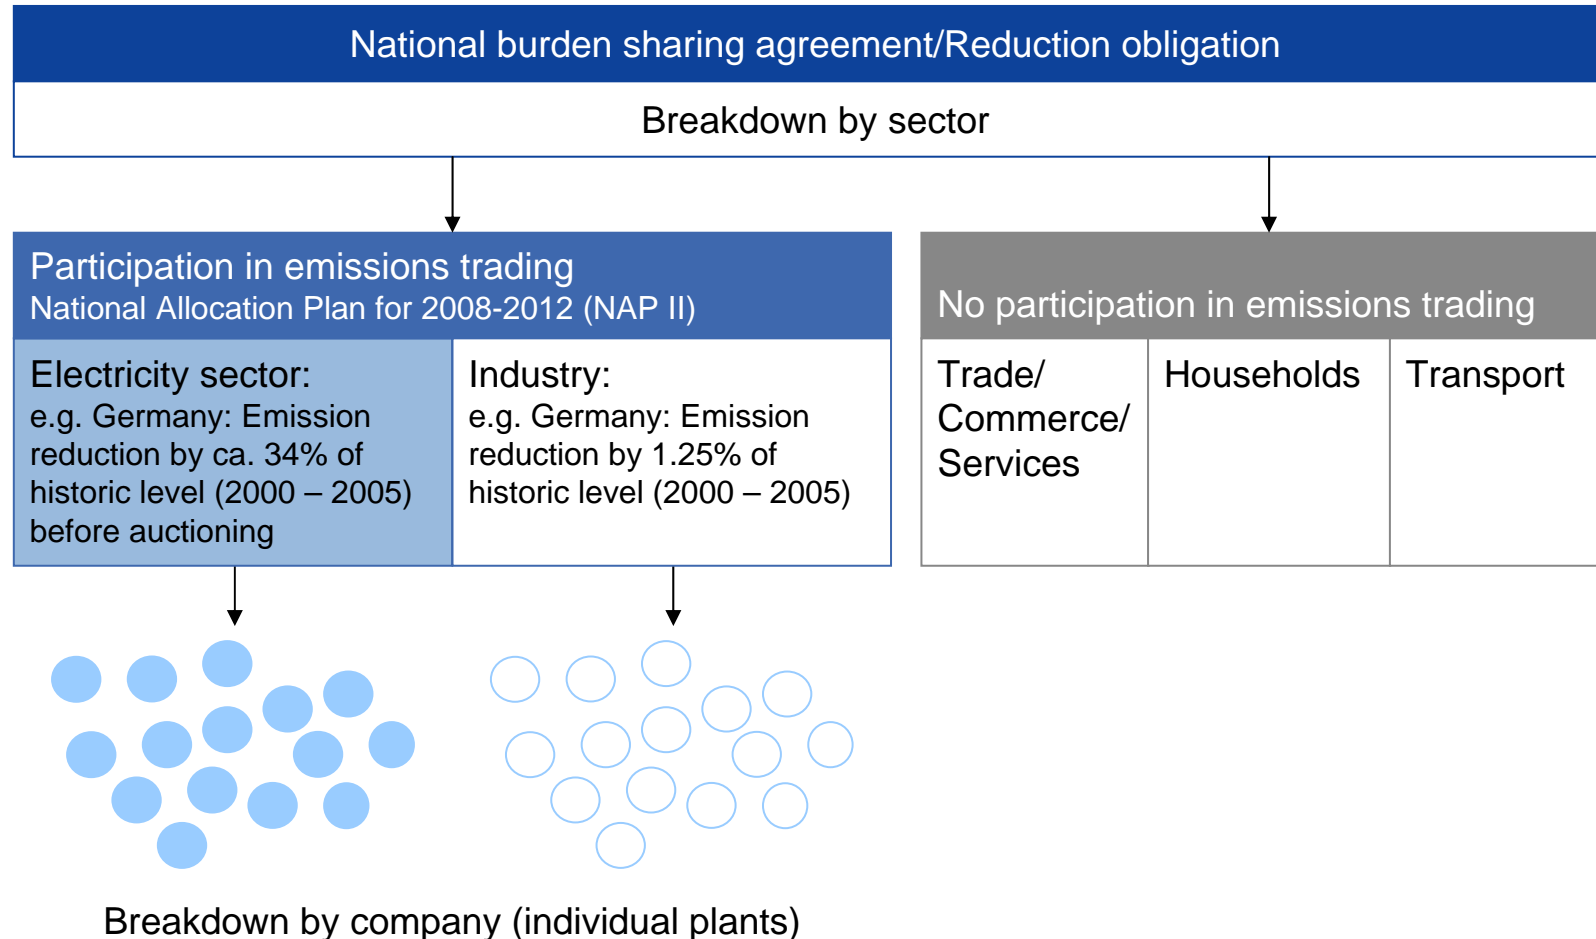 National burden sharing agreement/Reduction obligation
Breakdown by sector
Participation in emissions trading
National Allocation Plan for 2008-2012 (NAP II)
Electricity sector:
e.g. Germany: Emission
reduction by ca. 34% of
historic level (2000 – 2005)
before auctioning
Industry:
e.g. Germany: Emission
reduction by 1.25% of
historic level (2000 – 2005)
No participation in emissions trading
Trade/
Commerce/
Services
Households
Transport
Breakdown by company (individual plants)